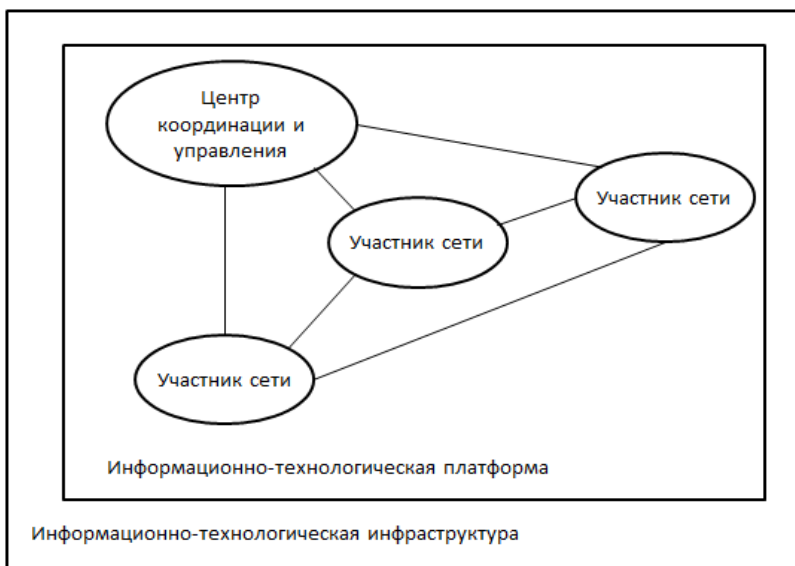 Центр
координации и
управления
Участник сети
Участник сети
Участник сети
Информационно-технологическая платформа
Информационно-технологическая инфраструктура